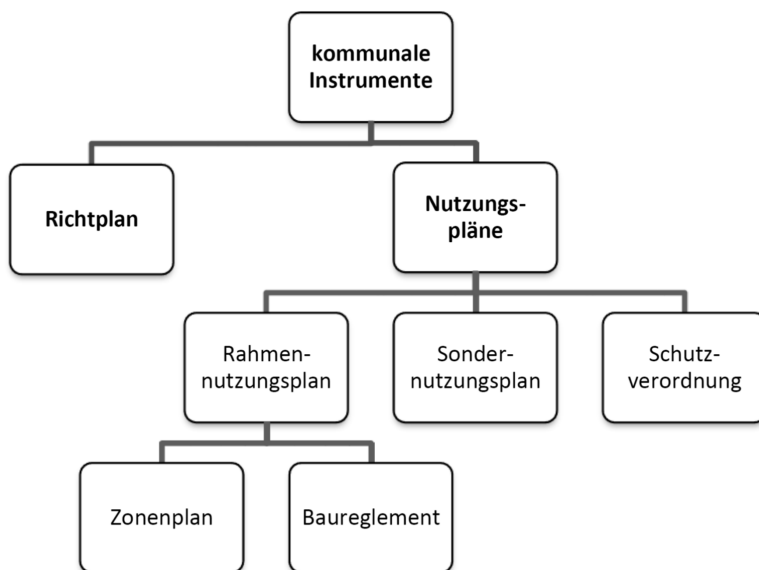 kommunale
Instrumente
Richtplan
Nutzungs-
pläne
Rahmen-
nutzungsplan
Sonder-
nutzungsplan
Schutz-
verordnung
Zonenplan
Baureglement